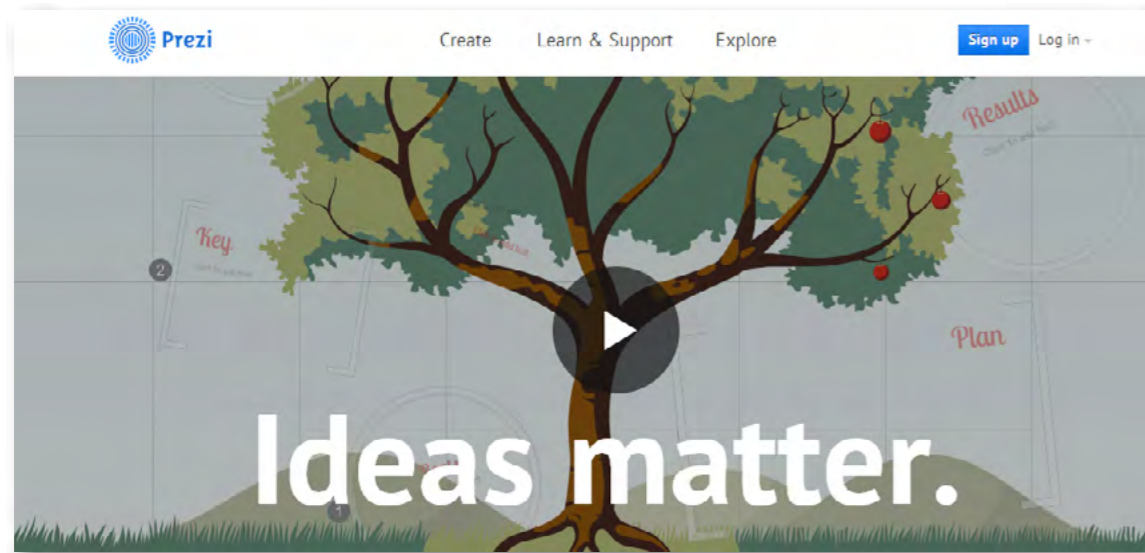 Prezi Create Learn & Support Explore Sign up Log in
Results
Key
2
Plan
Ideas matter.
1